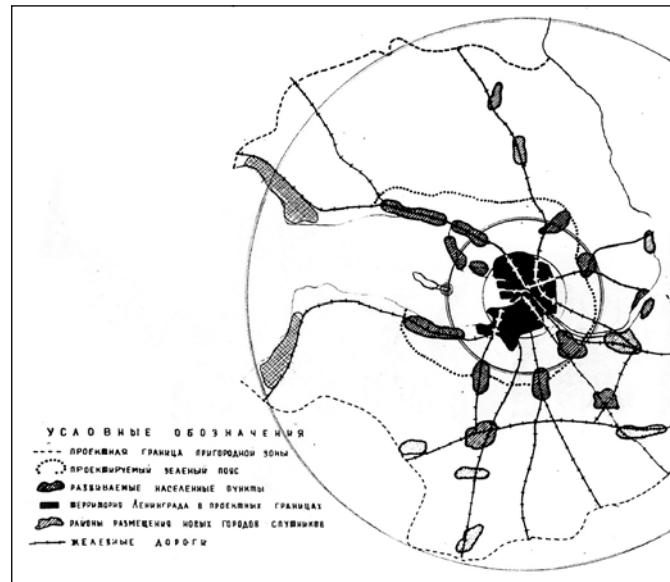 УСЛОВНЫЕ ОБОЗНАЧЕНИЯ
ПРОЕКТНАЯ ГРАНИЦА ПРИГОРОДНОЙ ЗОНЫ
ПРОЕКТИРУЕМЫЙ ЗЕЛЕНЫЙ ПОЯС
РАЗВИВАЕМЫЕ НАСЕЛЕННЫЕ ПУНКТЫ
ТЕРРИТОРИЯ ЛЕНИНГРАДА В ПРОЕКТНЫХ ГРАНИЦАХ
РАЙОНЫ РАЗМЕЩЕНИЯ НОВЫХ ГОРОДОВ СПУТНИКОВ
ЖЕЛЕЗНЫЕ ДОРОГИ